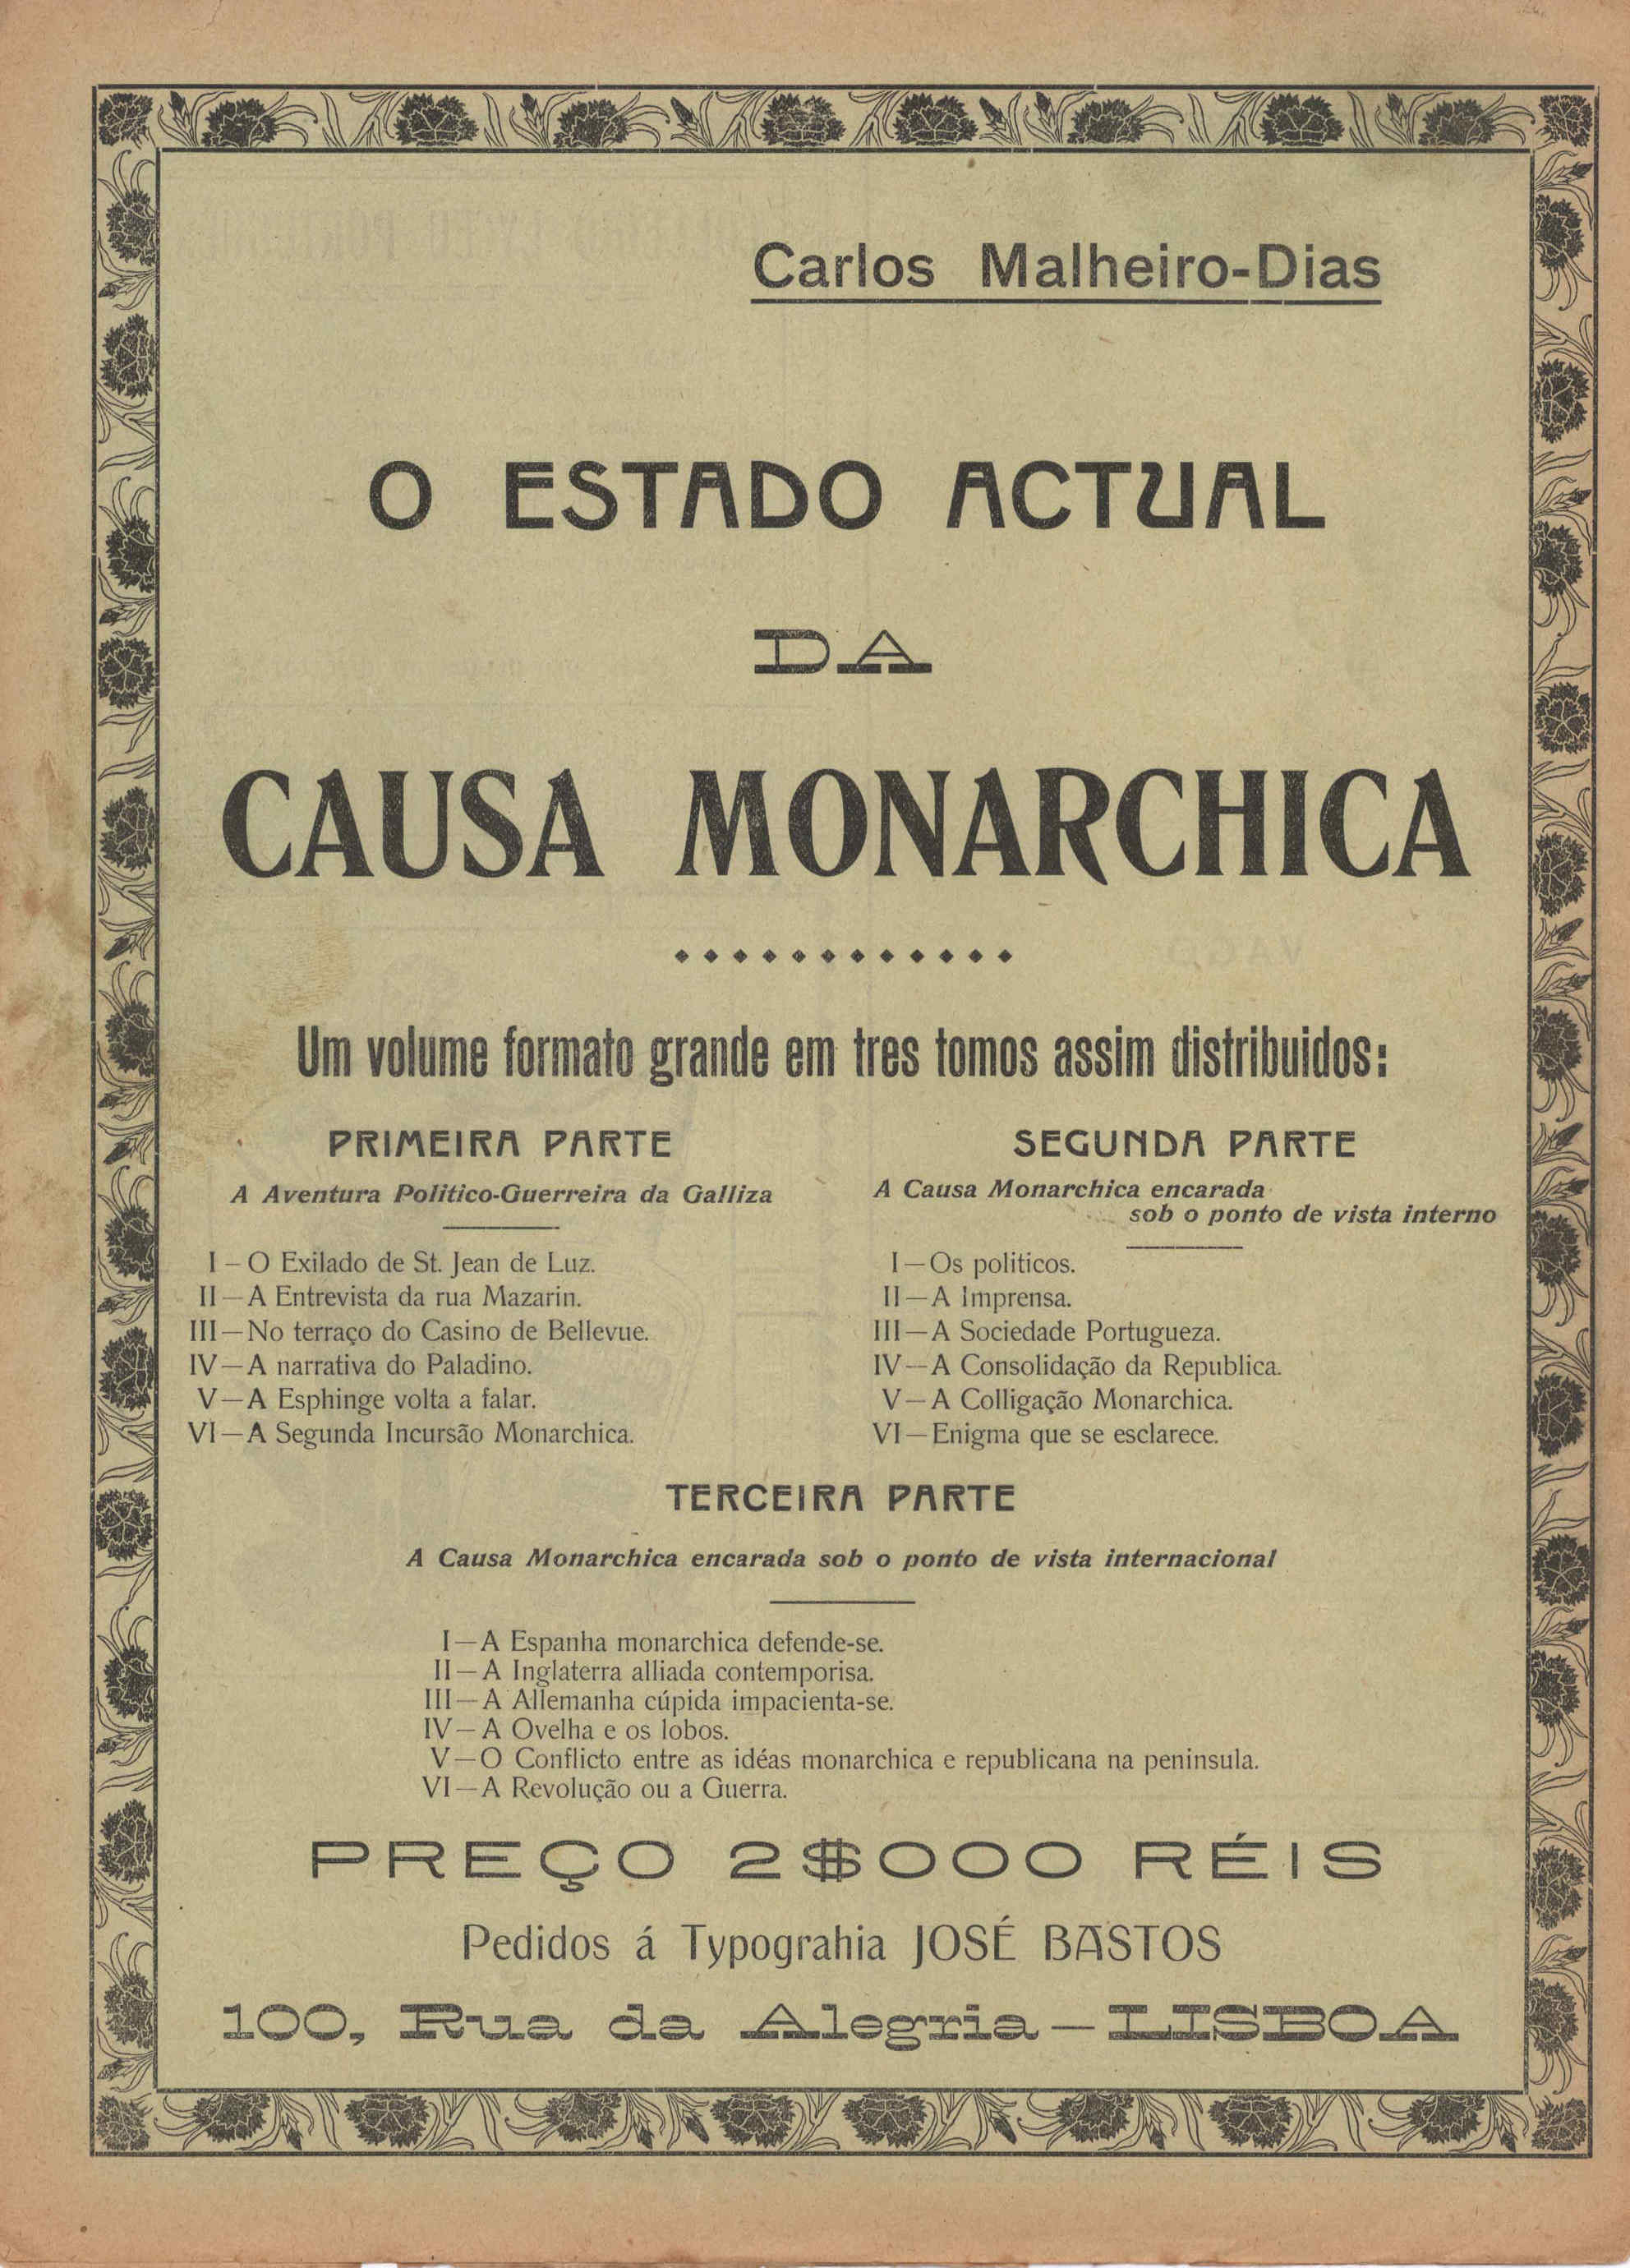 Carlos Malheiro-Dias
O ESTADO ACTUAL
DA
CAUSA MONARCHICA
Um volume formato grande em tres tomos assim distribuidos:
PRIMEIRA PARTE
A Aventura Politico-Guerreira da Galliza
I – O Exilado de St. Jean de Luz.
II — A Entrevista da rua Mazarin.
III — No terraço do Casino de Bellevue.
IV — A narrativa do Paladino.
V — A Esphinge volta a falar.
VI — A Segunda Incursão Monarchica.
SEGUNDA PARTE
A Causa Monarchica encarada
sob o ponto de vista interno
I — Os politicos.
II — A Imprensa.
III — A Sociedade Portugueza.
IV — A Consolidação da Republica.
V — A Colligação Monarchica.
VI — Enigma que se esclarece.
TERCEIRA PARTE
A Causa Monarchica encarada sob o ponto de vista internacional
I — A Espanha monarchica defende-se.
II — A Inglaterra alliada contemporisa.
III — A Allemanha cúpida impacienta-se.
IV — A Ovelha e os lobos.
V — O Conflicto entre as idéas monarchica e republicana na peninsula.
VI — A Revolução ou a Guerra.
PREÇO 2$000 RÉIS
Pedidos á Typograhia JOSÉ BASTOS
100, Rua da Alegria — LISBOA